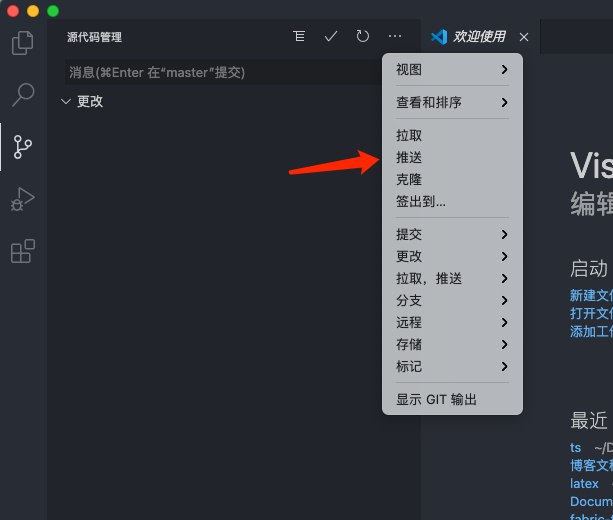 源代码管理
欢迎使用
消息(⌘Enter 在“master”提交)
更改
视图
查看和排序
拉取
推送
克隆
签出到...
提交
更改
拉取，推送
分支
远程
存储
标记
显示 GIT 输出
Vis
编辑
启动
新建文件
打开文件
添加工作
最近
ts ~/D
博客文
latex
Docum
fabric-